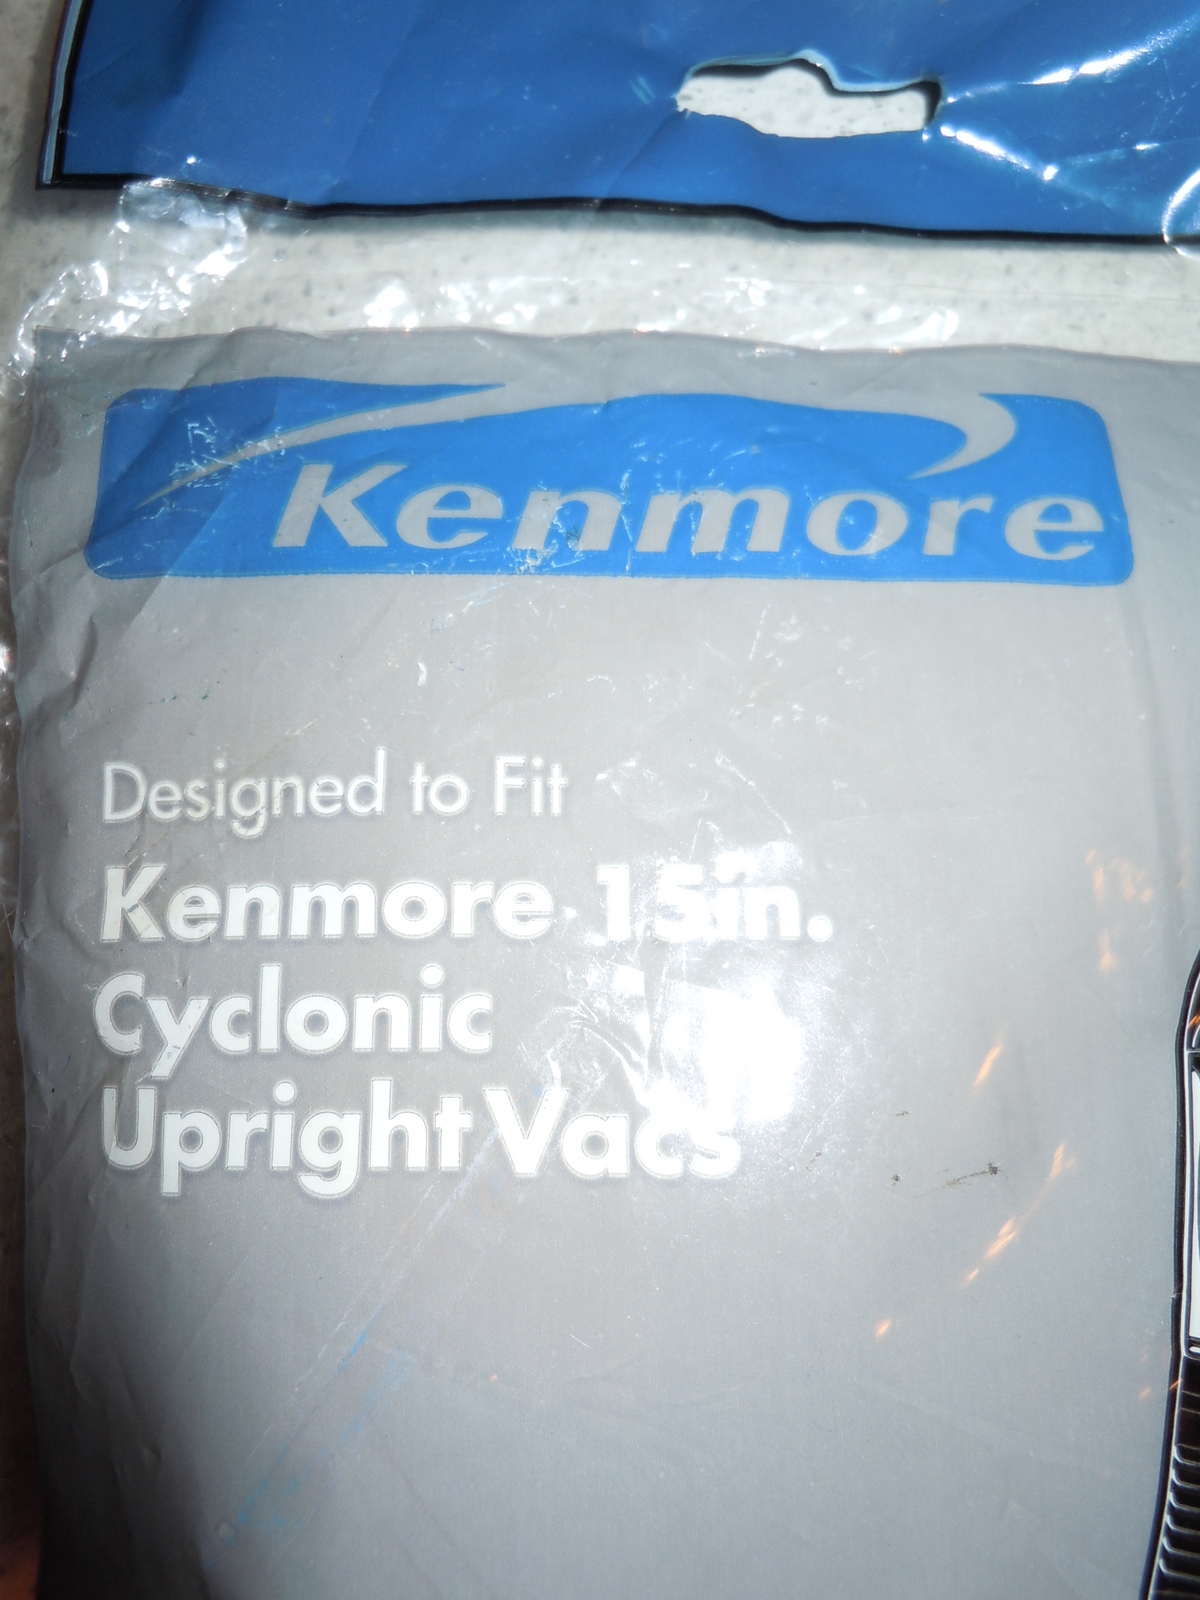 Kenmore
Designed to Fit
Kenmore 15in.
Cyclonic
Upright Vacs